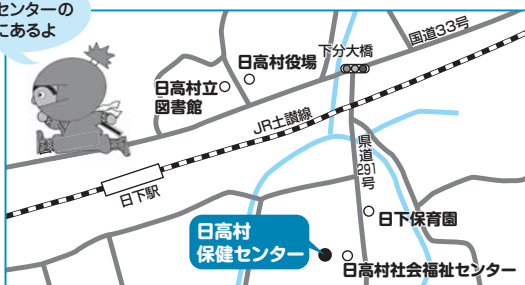 センターの
にあるよ
国道33号
下分大橋
日高村役場
日高村立
図書館
JR土讃線
日下駅
県道291号
日下保育園
日高村
保健センター
日高村社会福祉センター